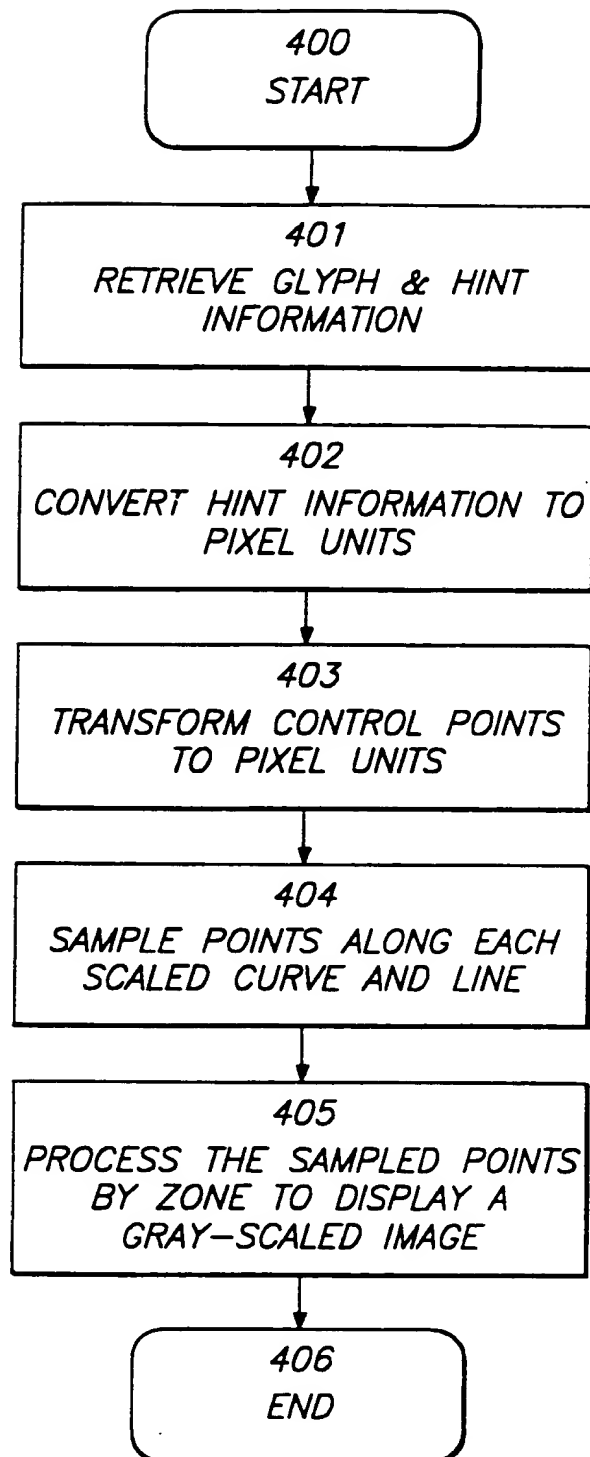 400
START
401
RETRIEVE GLYPH & HINT
INFORMATION
402
CONVERT HINT INFORMATION TO
PIXEL UNITS
403
TRANSFORM CONTROL POINTS
TO PIXEL UNITS
404
SAMPLE POINTS ALONG EACH
SCALED CURVE AND LINE
405
PROCESS THE SAMPLED POINTS
BY ZONE TO DISPLAY A
GRAY-SCALED IMAGE
406
END